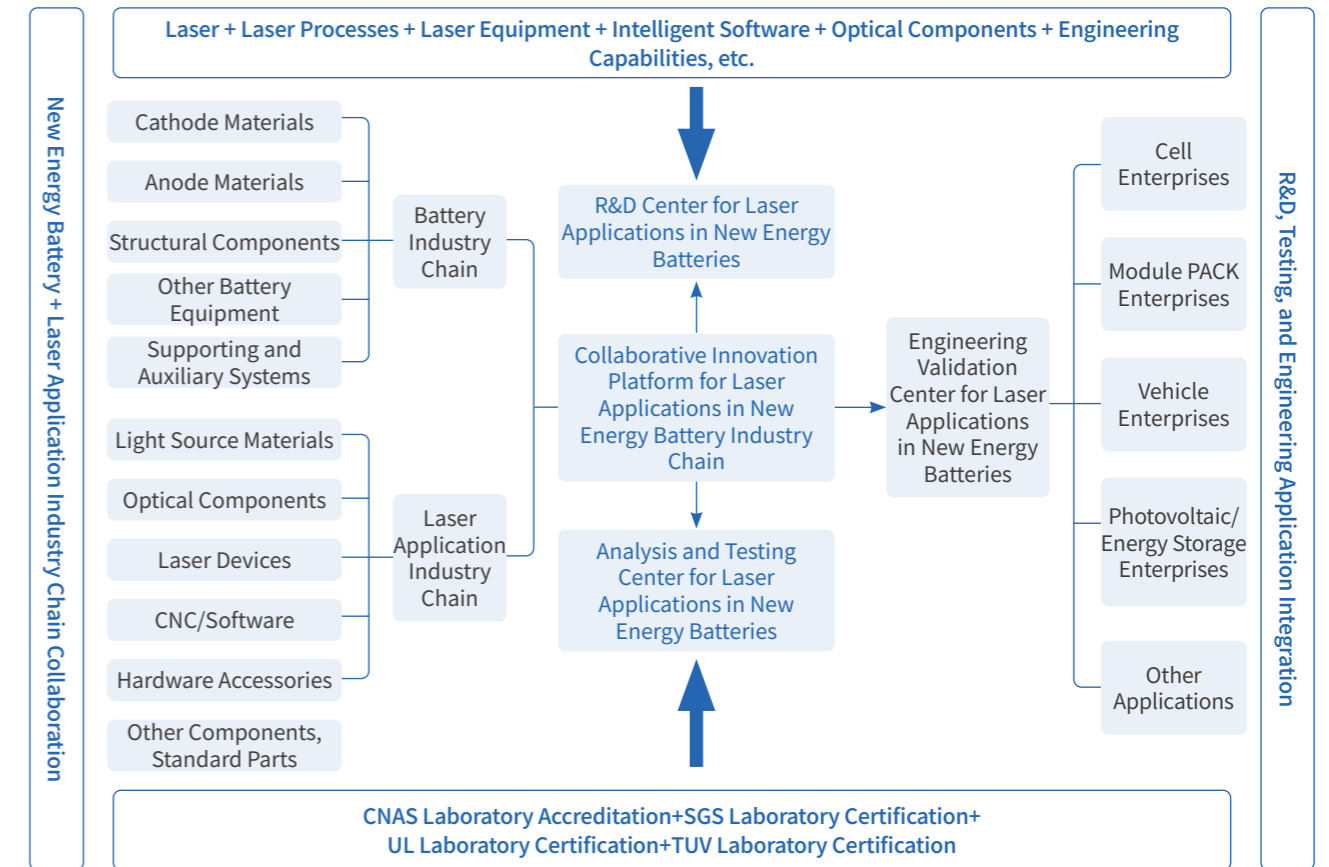 Laser + Laser Processes + Laser Equipment + Intelligent Software + Optical Components + Engineering
Capabilities, etc.
New Energy Battery + Laser Application Industry Chain Collaboration
Cathode Materials
Anode Materials
Structural Components
Other Battery
Equipment
Supporting and
Auxiliary Systems
Light Source Materials
Optical Components
Laser Devices
CNC/Software
Hardware Accessories
Other Components,
Standard Parts
Battery
Industry
Chain
Laser
Application
Industry
Chain
R&D Center for Laser
Applications in New Energy
Batteries
Collaborative Innovation
Platform for Laser
Applications in New
Energy Battery Industry
Chain
Analysis and Testing
Center for Laser
Applications in New
Energy Batteries
Engineering
Validation
Center for Laser
Applications
in New Energy
Batteries
Cell
Enterprises
Module PACK
Enterprises
Vehicle
Enterprises
Photovoltaic/
Energy Storage
Enterprises
Other
Applications
R&D, Testing, and Engineering Application Integration
CNAS Laboratory Accreditation+SGS Laboratory Certification+
UL Laboratory Certification+TUV Laboratory Certification